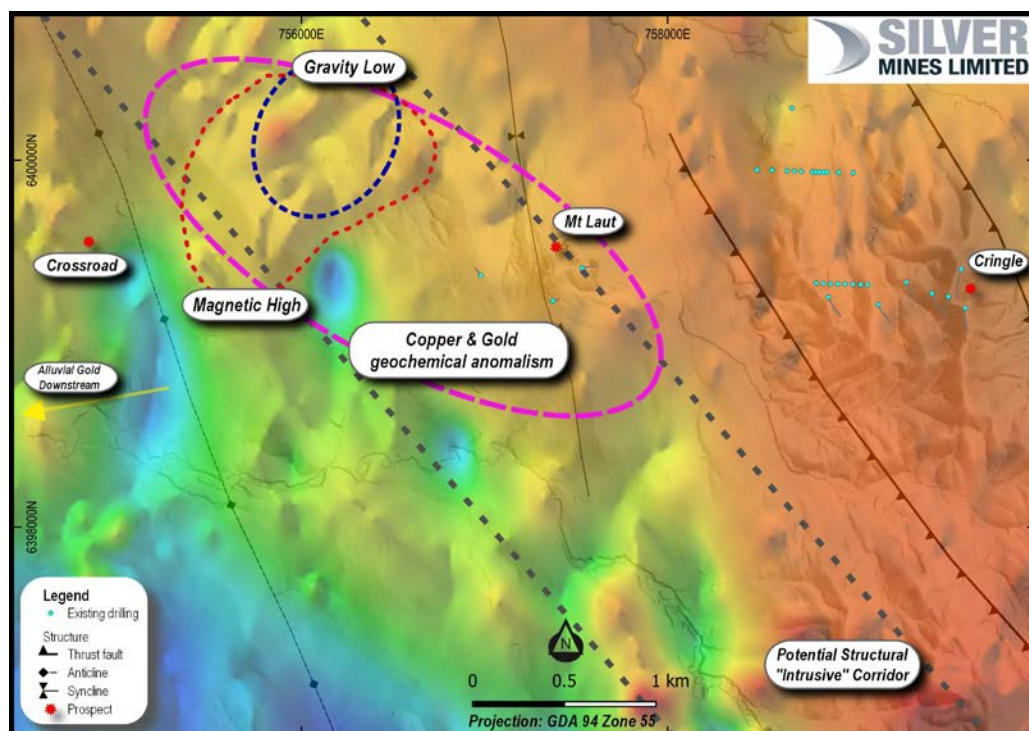 756000E
758000E
SILVER
MINES LIMITED
Gravity Low
6400000N
Mt Laut
Crossroad
Cringle
Magnetic High
Copper & Gold
geochemical anomalism
Alluvial Gold
Downstream
6398000N
Legend
Existing drilling
Structure
Thrust fault
Anticline
Syncline
Prospect
N
0 0.5 1 km
Projection: GDA 94 Zone 55
Potential Structural
"Intrusive" Corridor